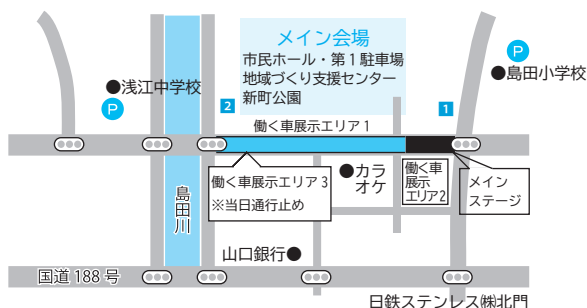 メイン会場
市民ホール・第1駐車場
地域づくり支援センター
新町公園
P
●島田小学校
●浅江中学校
P
2
1
働く車展示エリア1
働く車展示エリア3
※当日通行止め
●カラ
オケ
働く車
展示
エリア2
メイン
ステージ
島田川
山口銀行●
国道188号
日鉄ステンレス㈱北門